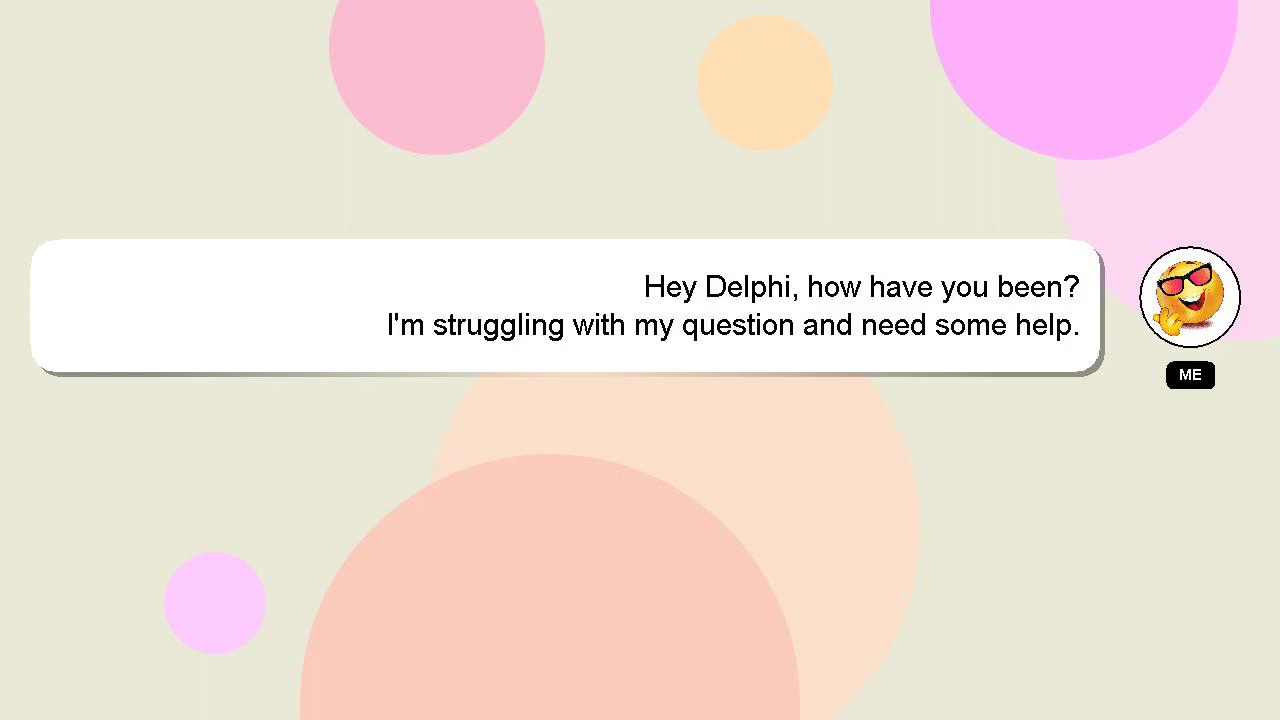 Hey Delphi, how have you been?
I'm struggling with my question and need some help.
ME